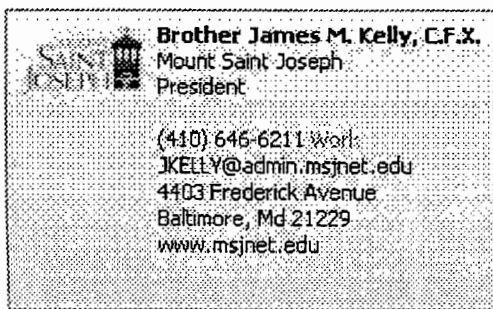 SAINT
JOSEPH
Brother James M. Kelly, C.F.X.
Mount Saint Joseph
President
(410) 646-6211 Work
JKELLY@admin.msjnet.edu
4403 Frederick Avenue
Baltimore, Md 21229
www.msjnet.edu